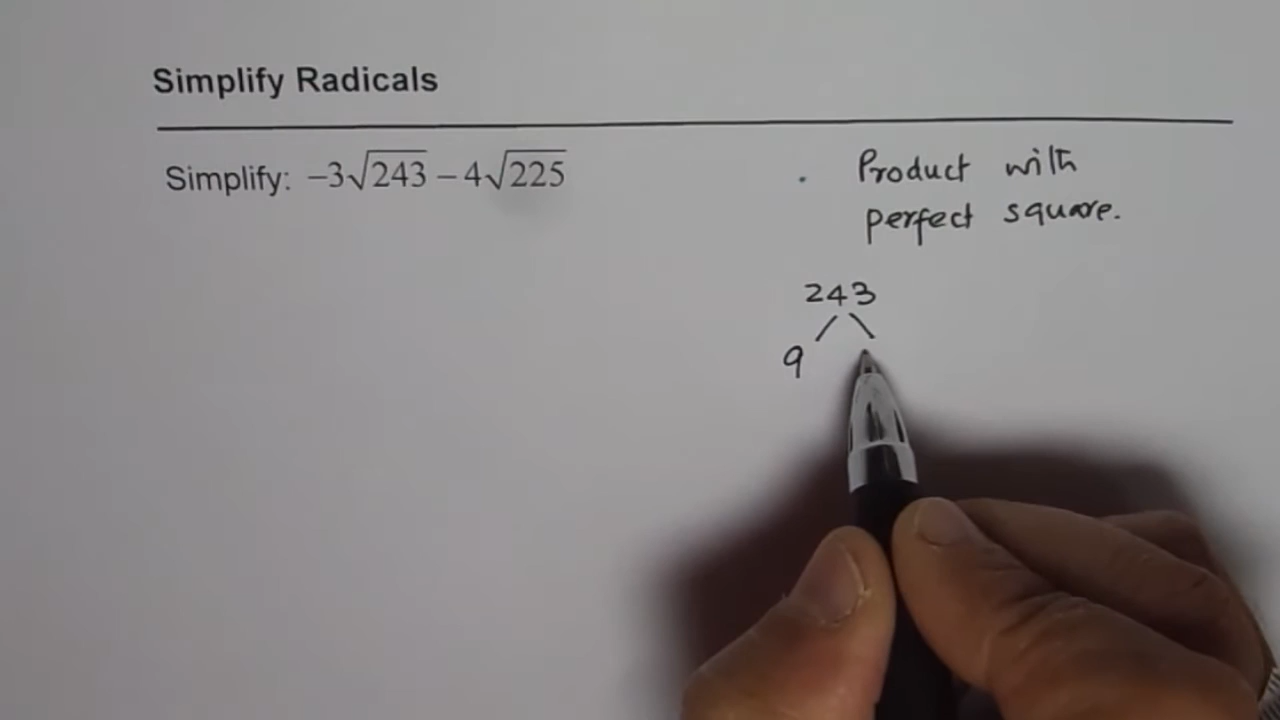 Simplify Radicals
Simplify: −3√243 − 4√225
Product with
perfect square.
243
9